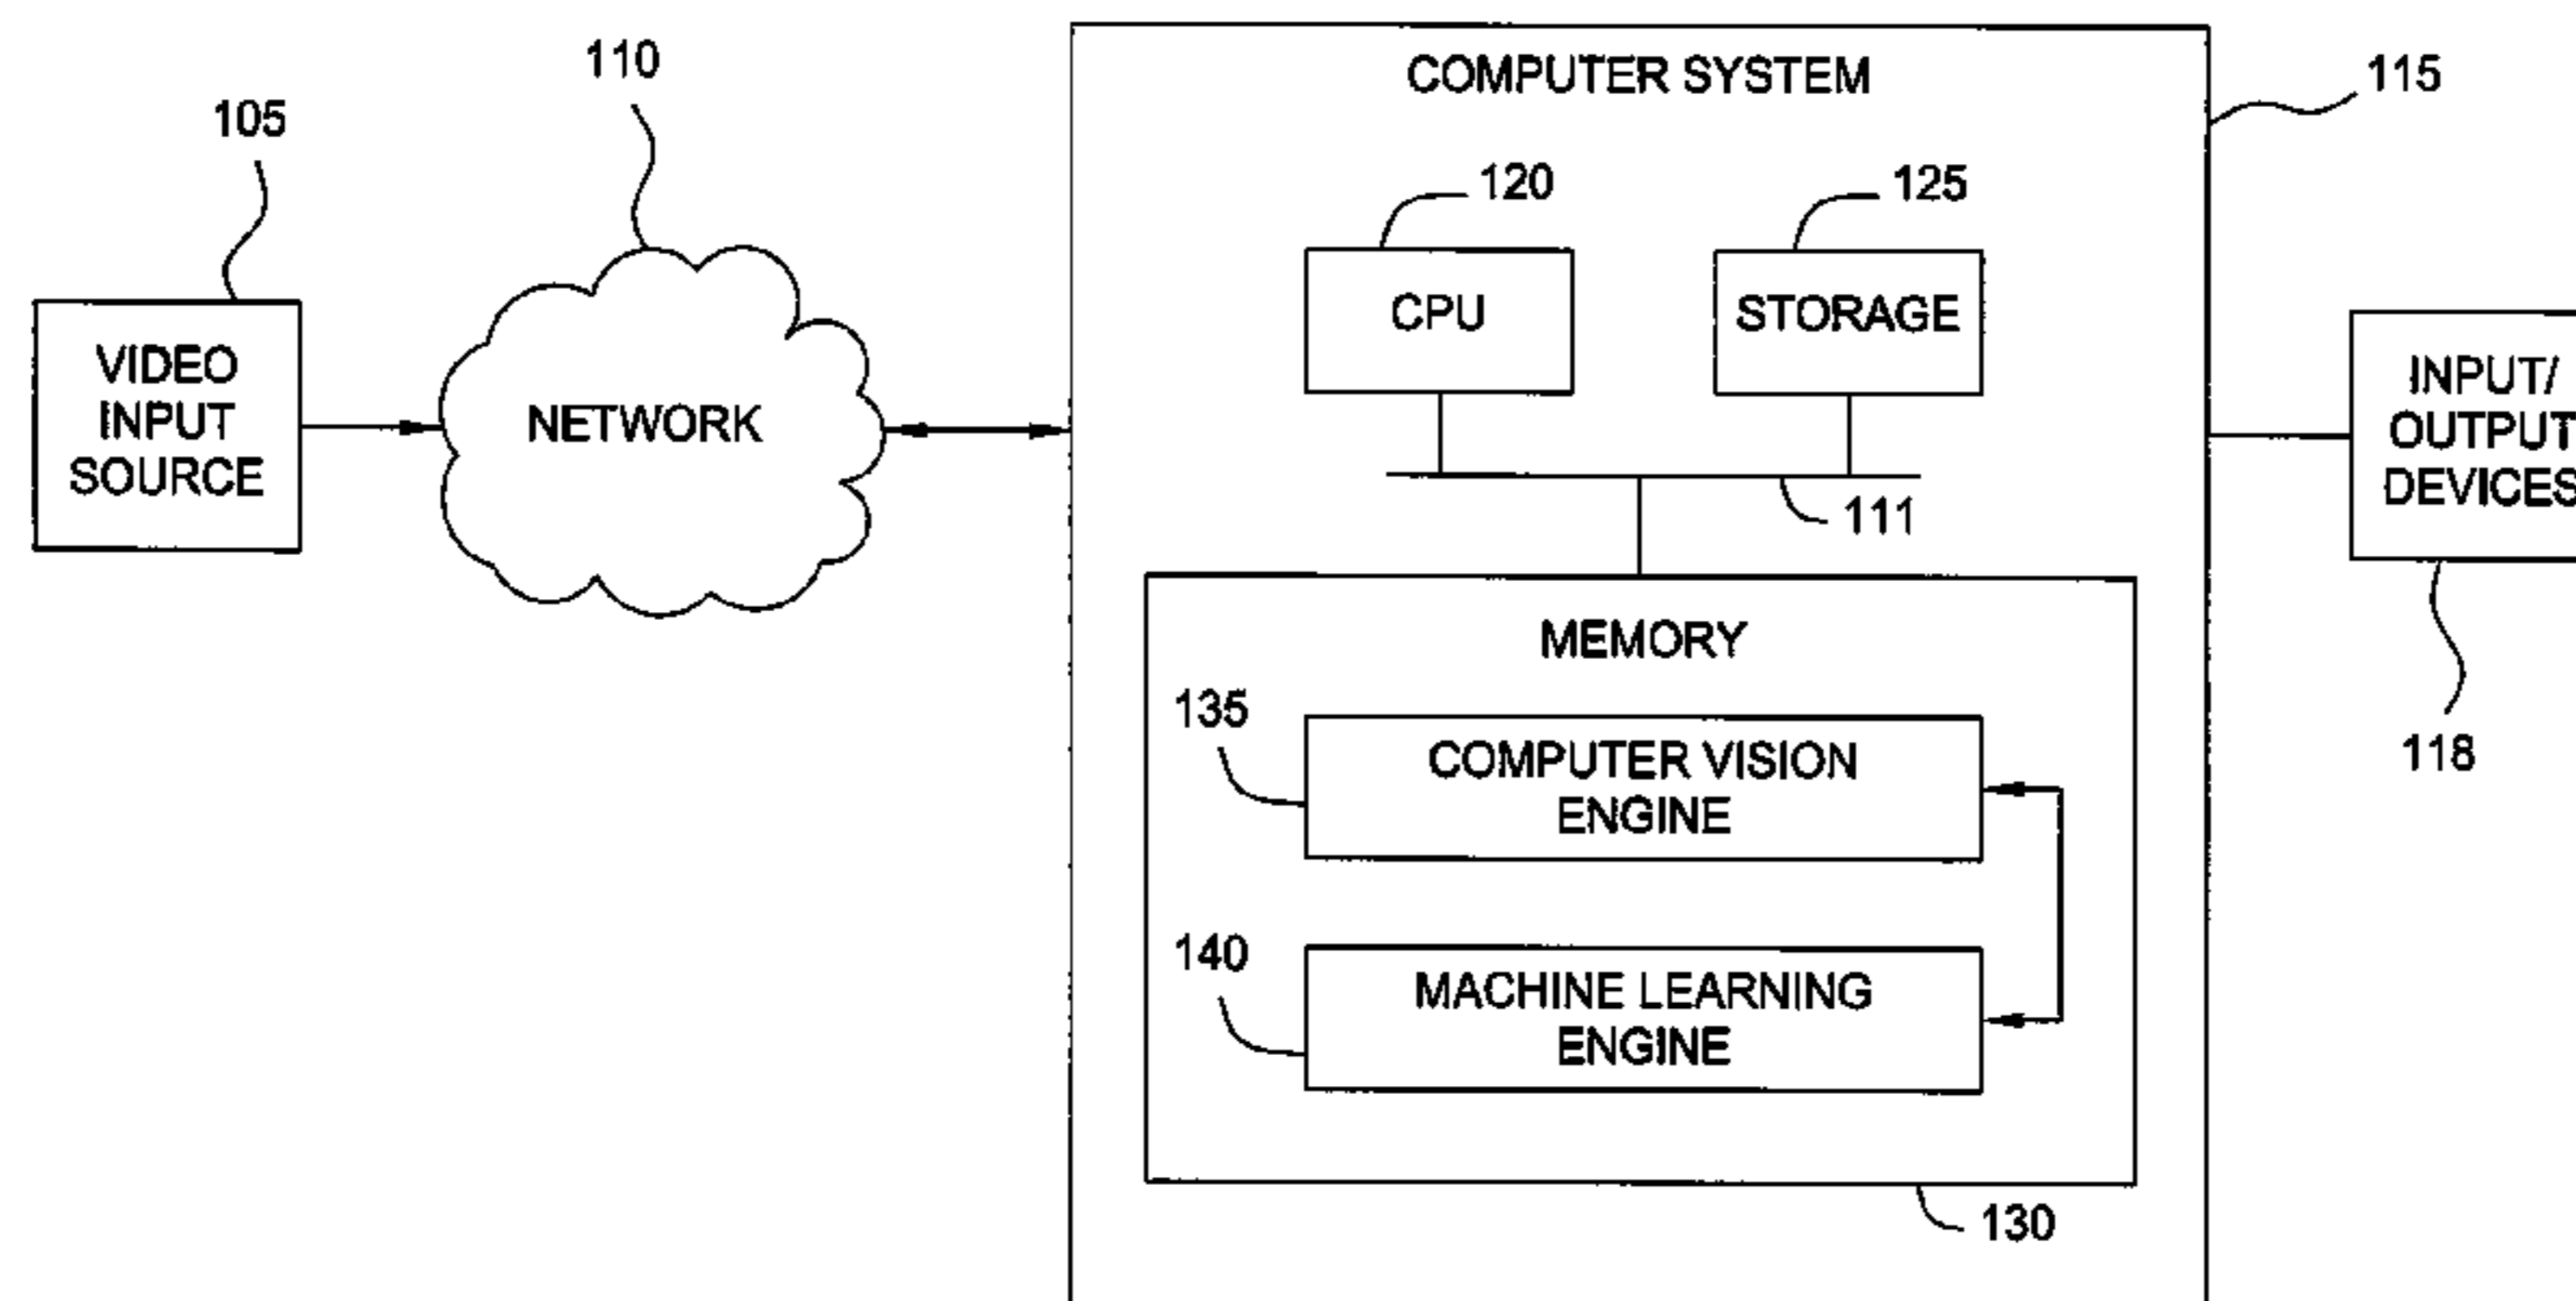 110
COMPUTER SYSTEM
115
105
120
125
CPU
STORAGE
VIDEO
INPUT
SOURCE
NETWORK
INPUT/
OUTPUT
DEVICES
111
MEMORY
135
COMPUTER VISION
ENGINE
118
140
MACHINE LEARNING
ENGINE
130